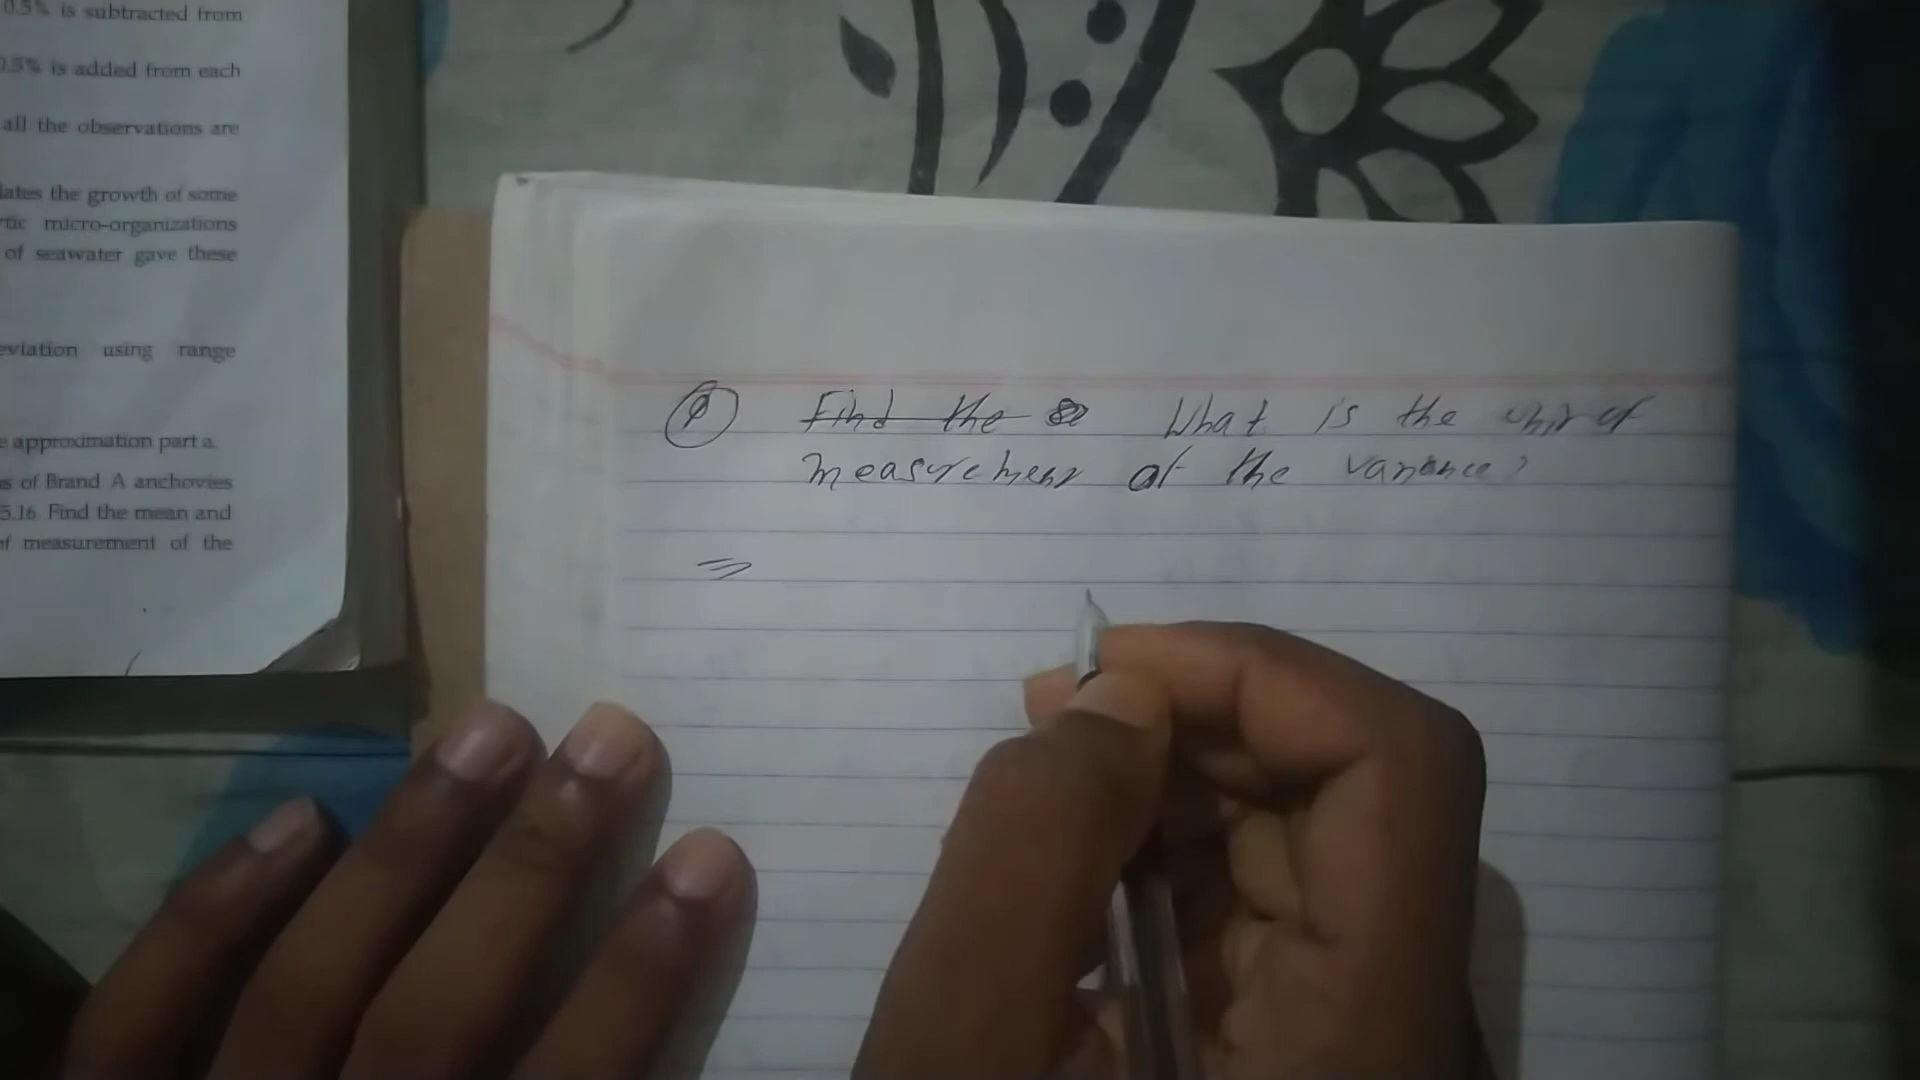 0.5% is subtracted from
0.5% is added from each
all the observations are
lates the growth of some
tic micro-organizations
of seawater gave these
eviation using range
e approximation part a.
s of Brand A anchovies
5.16. Find the mean and
of measurement of the
Find the What is the unit of
measurement of the variance?
⇒